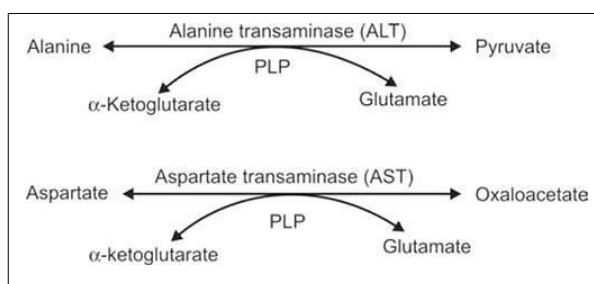 Alanine transaminase (ALT)
Alanine
Pyruvate
PLP
α-Ketoglutarate
Glutamate
Aspartate transaminase (AST)
Aspartate
Oxaloacetate
PLP
α-ketoglutarate
Glutamate